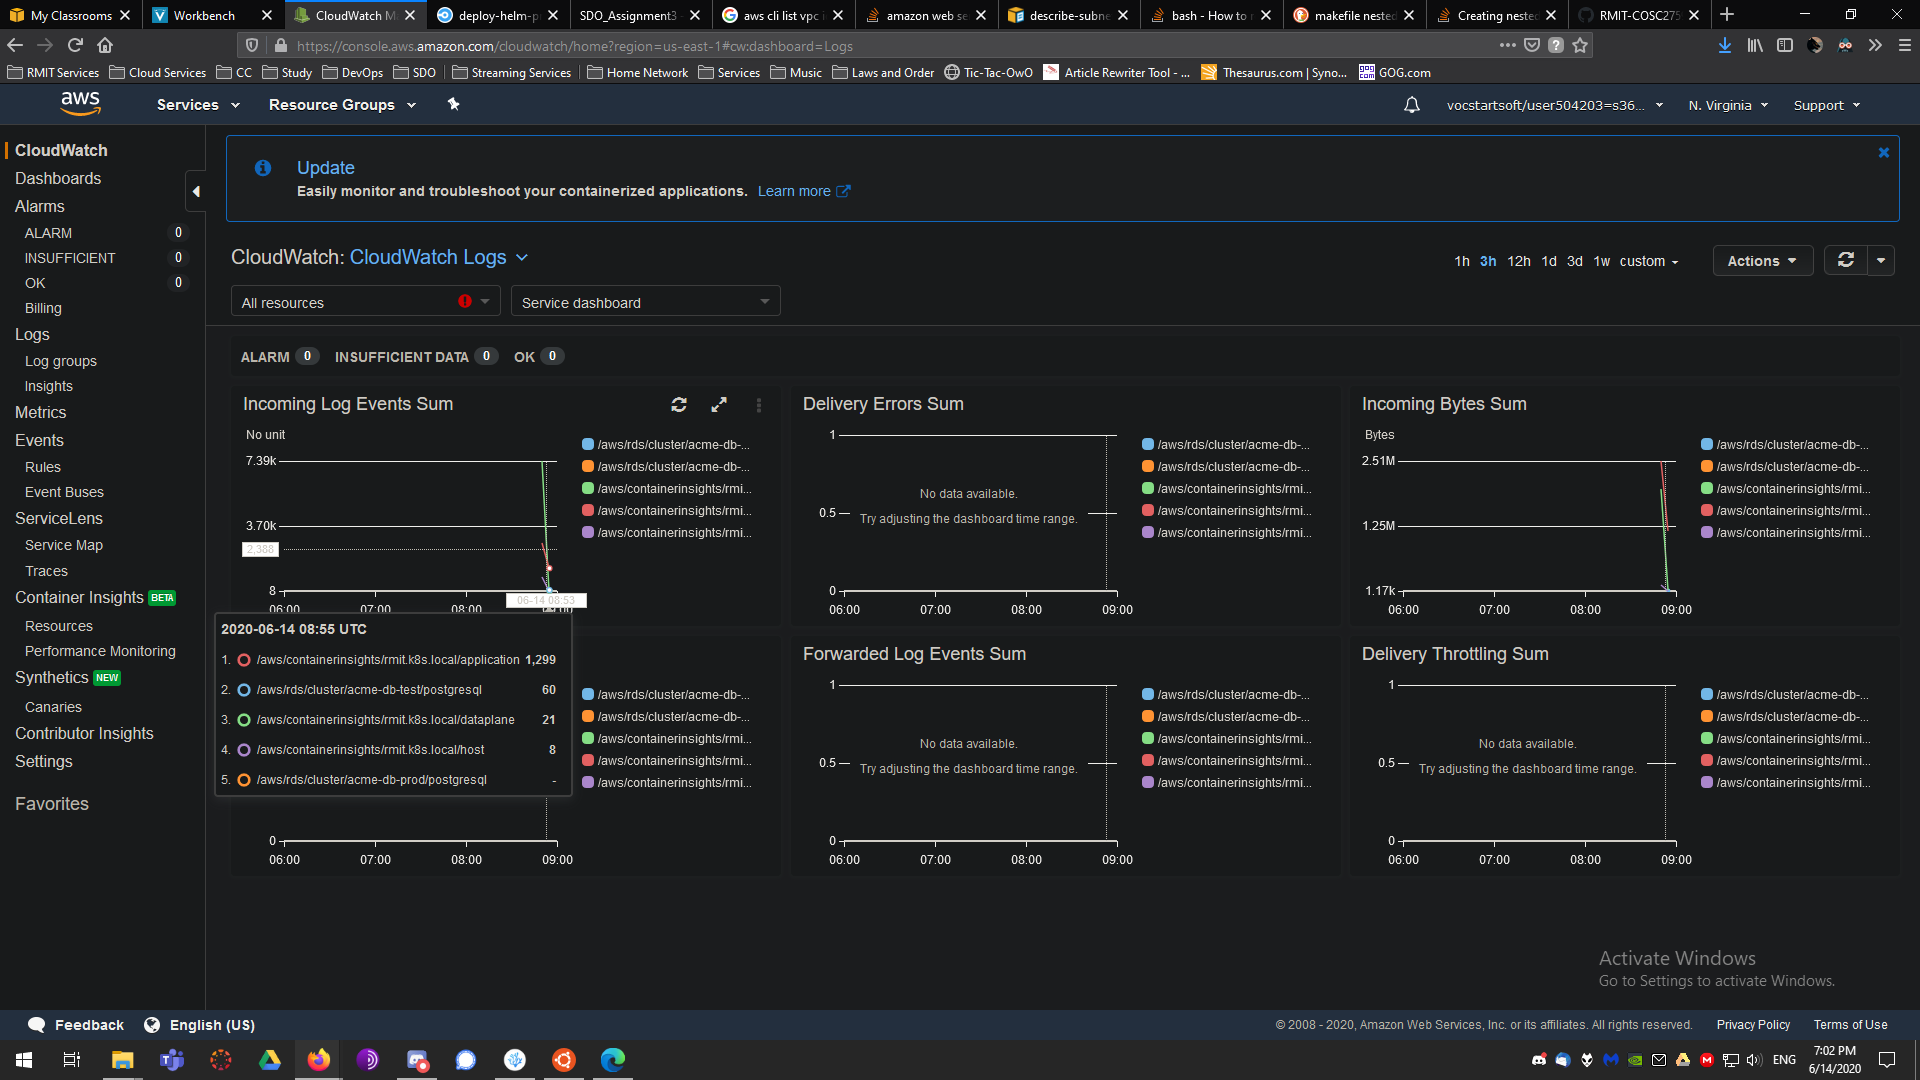 My Classrooms
Workbench
CloudWatch M
deploy-helm-p
SDO_Assignment3
aws cli list vpc i
amazon web se
describe-subne
bash - How to r
makefile nested
Creating nested
RMIT-COSC275
https://console.aws.amazon.com/cloudwatch/home?region=us-east-1#cw:dashboard=Logs
RMIT Services
Cloud Services
CC
Study
DevOps
SDO
Streaming Services
Home Network
Services
Music
Laws and Order
Tic-Tac-OwO
Article Rewriter Tool - ...
Thesaurus.com | Syno...
GOG.com
aws
Services
Resource Groups
vocstartsoft/user504203=s36...
N. Virginia
Support
CloudWatch
Dashboards
Alarms
ALARM 0
INSUFFICIENT 0
OK 0
Billing
Logs
Log groups
Insights
Metrics
Events
Rules
Event Buses
ServiceLens
Service Map
Traces
Container Insights BETA
Resources
Performance Monitoring
Synthetics NEW
Canaries
Contributor Insights
Settings
Favorites
Update
Easily monitor and troubleshoot your containerized applications. Learn more
CloudWatch: CloudWatch Logs
1h 3h 12h 1d 3d 1w custom
Actions
All resources
Service dashboard
ALARM 0 INSUFFICIENT DATA 0 OK 0
Incoming Log Events Sum
No unit
7.39k
3.70k
2,388
8
06:00 07:00 08:00
06-14 08:53
/aws/rds/cluster/acme-db-...
/aws/rds/cluster/acme-db-...
/aws/containerinsights/rmi...
/aws/containerinsights/rmi...
/aws/containerinsights/rmi...
Delivery Errors Sum
1
0.5
0
No data available.
Try adjusting the dashboard time range.
06:00 07:00 08:00 09:00
/aws/rds/cluster/acme-db-...
/aws/rds/cluster/acme-db-...
/aws/containerinsights/rmi...
/aws/containerinsights/rmi...
/aws/containerinsights/rmi...
Incoming Bytes Sum
Bytes
2.51M
1.25M
1.17k
06:00 07:00 08:00 09:00
/aws/rds/cluster/acme-db-...
/aws/rds/cluster/acme-db-...
/aws/containerinsights/rmi...
/aws/containerinsights/rmi...
/aws/containerinsights/rmi...
2020-06-14 08:55 UTC
1. /aws/containerinsights/rmit.k8s.local/application 1,299
2. /aws/rds/cluster/acme-db-test/postgresql 60
3. /aws/containerinsights/rmit.k8s.local/dataplane 21
4. /aws/containerinsights/rmit.k8s.local/host 8
5. /aws/rds/cluster/acme-db-prod/postgresql -
0
06:00 07:00 08:00 09:00
/aws/rds/cluster/acme-db-...
/aws/rds/cluster/acme-db-...
/aws/containerinsights/rmi...
/aws/containerinsights/rmi...
/aws/containerinsights/rmi...
Forwarded Log Events Sum
1
0.5
0
No data available.
Try adjusting the dashboard time range.
06:00 07:00 08:00 09:00
/aws/rds/cluster/acme-db-...
/aws/rds/cluster/acme-db-...
/aws/containerinsights/rmi...
/aws/containerinsights/rmi...
/aws/containerinsights/rmi...
Delivery Throttling Sum
1
0.5
0
No data available.
Try adjusting the dashboard time range.
06:00 07:00 08:00 09:00
/aws/rds/cluster/acme-db-...
/aws/rds/cluster/acme-db-...
/aws/containerinsights/rmi...
/aws/containerinsights/rmi...
/aws/containerinsights/rmi...
Activate Windows
Go to Settings to activate Windows.
Feedback
English (US)
© 2008 - 2020, Amazon Web Services, Inc. or its affiliates. All rights reserved.
Privacy Policy
Terms of Use
ENG
7:02 PM
6/14/2020